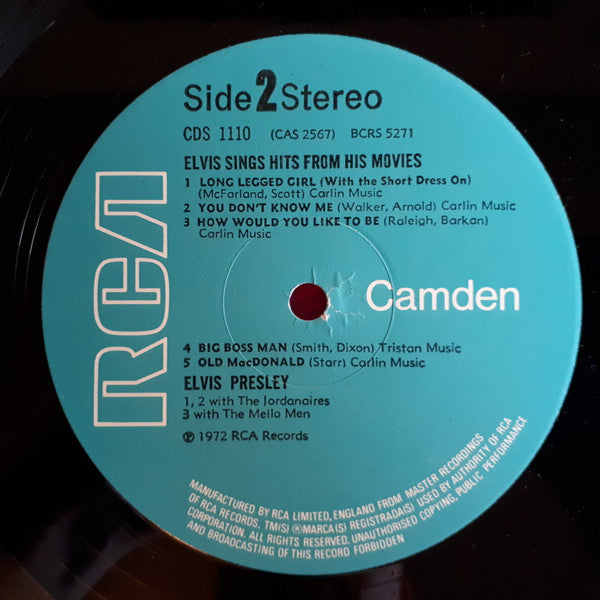 Side 2 Stereo
CDS 1110 (CAS 2567) BCRS 5271
ELVIS SINGS HITS FROM HIS MOVIES
1 LONG LEGGED GIRL (With the Short Dress On)
(McFarland, Scott) Carlin Music
2 YOU DON'T KNOW ME (Walker, Arnold) Carlin Music
3 HOW WOULD YOU LIKE TO BE (Raleigh, Barkan)
Carlin Music
RCA
Camden
4 BIG BOSS MAN (Smith, Dixon) Tristan Music
5 OLD MacDONALD (Starr) Carlin Music
ELVIS PRESLEY
1, 2 with The Jordanaires
3 with The Mello Men
℗ 1972 RCA Records
MANUFACTURED BY RCA LIMITED, ENGLAND FROM MASTER RECORDINGS
OF RCA RECORDS. TM(S) ® MARCA(S) REGISTRADA(S) USED BY AUTHORITY OF RCA
CORPORATION. ALL RIGHTS RESERVED. UNAUTHORISED COPYING, PUBLIC PERFORMANCE
AND BROADCASTING OF THIS RECORD FORBIDDEN